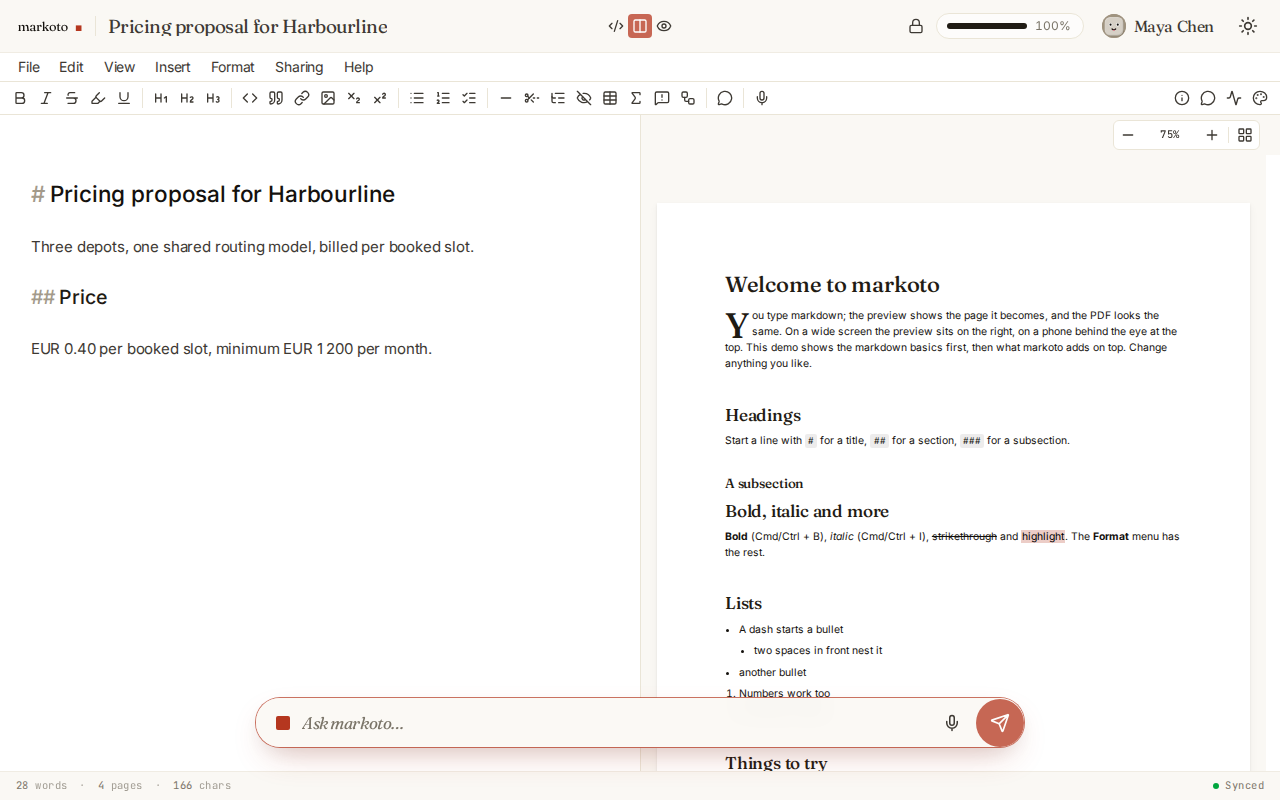 markoto
Pricing proposal for Harbourline
100%
Maya Chen
File Edit View Insert Format Sharing Help
H1 H2 H3
75%
# Pricing proposal for Harbourline
Three depots, one shared routing model, billed per booked slot.
## Price
EUR 0.40 per booked slot, minimum EUR 1200 per month.
Welcome to markoto
You type markdown; the preview shows the page it becomes, and the PDF looks the
same. On a wide screen the preview sits on the right, on a phone behind the eye at the
top. This demo shows the markdown basics first, then what markoto adds on top. Change
anything you like.
Headings
Start a line with # for a title, ## for a section, ### for a subsection.
A subsection
Bold, italic and more
Bold (Cmd/Ctrl + B), italic (Cmd/Ctrl + I), strikethrough and highlight. The Format menu has
the rest.
Lists
• A dash starts a bullet
• two spaces in front nest it
• another bullet
1. Numbers work too
Ask markoto...
Things to try
28 words · 4 pages · 166 chars
Synced